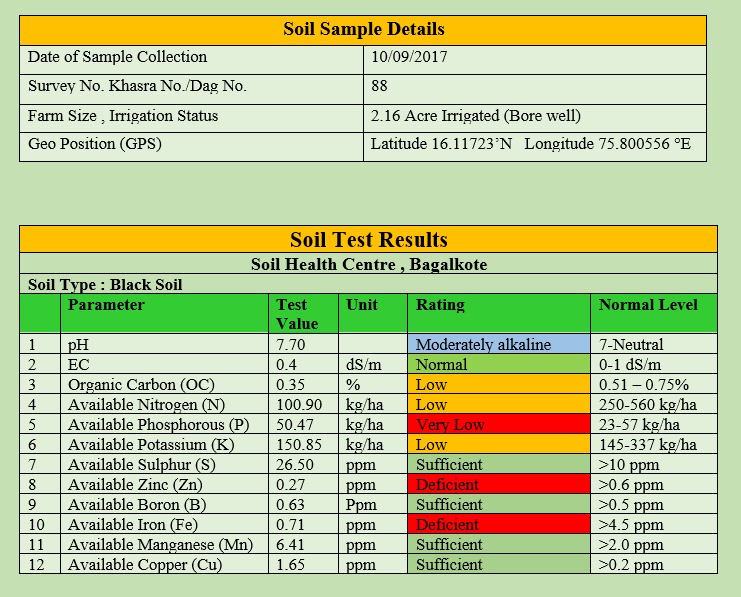 Soil Sample Details
Date of Sample Collection 10/09/2017
Survey No. Khasra No./Dag No. 88
Farm Size , Irrigation Status 2.16 Acre Irrigated (Bore well)
Geo Position (GPS) Latitude 16.11723’N Longitude 75.800556 °E
Soil Test Results
Soil Health Centre , Bagalkote
Soil Type : Black Soil
Parameter Test Value Unit Rating Normal Level
1 pH 7.70 Moderately alkaline 7-Neutral
2 EC 0.4 dS/m Normal 0-1 dS/m
3 Organic Carbon (OC) 0.35 % Low 0.51 – 0.75%
4 Available Nitrogen (N) 100.90 kg/ha Low 250-560 kg/ha
5 Available Phosphorous (P) 50.47 kg/ha Very Low 23-57 kg/ha
6 Available Potassium (K) 150.85 kg/ha Low 145-337 kg/ha
7 Available Sulphur (S) 26.50 ppm Sufficient >10 ppm
8 Available Zinc (Zn) 0.27 ppm Deficient >0.6 ppm
9 Available Boron (B) 0.63 Ppm Sufficient >0.5 ppm
10 Available Iron (Fe) 0.71 ppm Deficient >4.5 ppm
11 Available Manganese (Mn) 6.41 ppm Sufficient >2.0 ppm
12 Available Copper (Cu) 1.65 ppm Sufficient >0.2 ppm